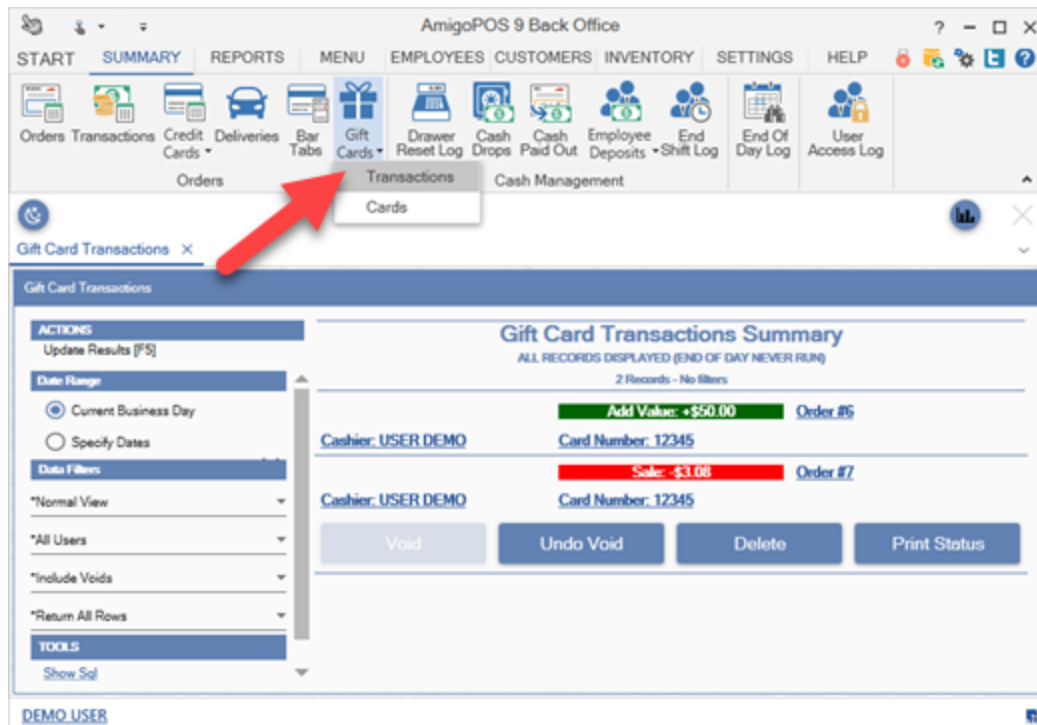 AmigoPOS 9 Back Office
?
START SUMMARY REPORTS MENU EMPLOYEES CUSTOMERS INVENTORY SETTINGS HELP
Orders Transactions Credit Cards Deliveries Bar Tabs Gift Cards Drawer Reset Log Cash Drops Cash Paid Out Employee Deposits End Shift Log End Of Day Log User Access Log
Orders Cash Management
Transactions
Cards
Gift Card Transactions
Gift Card Transactions
ACTIONS
Update Results [F5]
Date Range
Current Business Day
Specify Dates
Data Filters
*Normal View
*All Users
*Include Voids
*Return All Rows
TOOLS
Show Sql
Gift Card Transactions Summary
ALL RECORDS DISPLAYED (END OF DAY NEVER RUN)
2 Records - No filters
Add Value: +$50.00 Order #6
Cashier: USER DEMO Card Number: 12345
Sale: -$3.08 Order #7
Cashier: USER DEMO Card Number: 12345
Void Undo Void Delete Print Status
DEMO USER